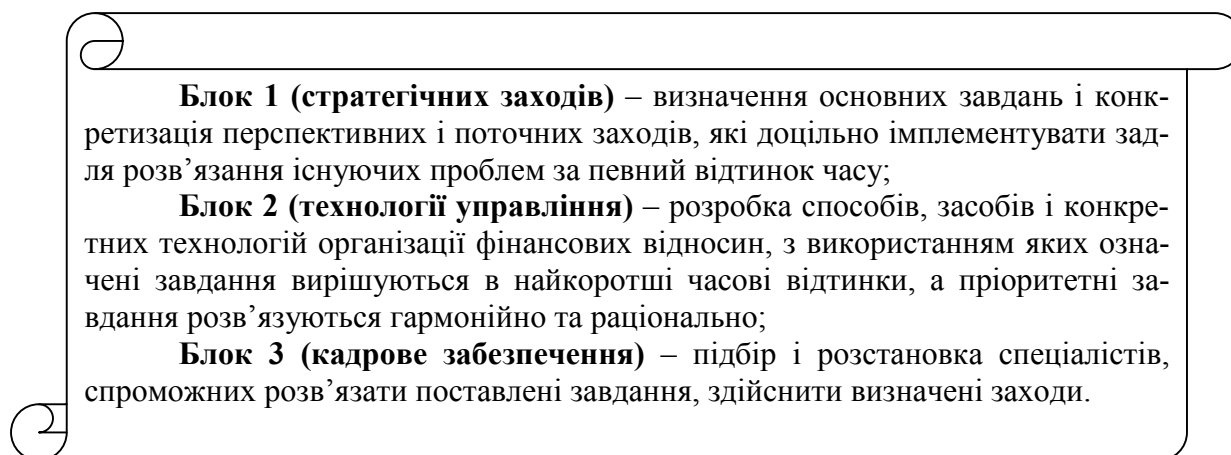 Блок 1 (стратегічних заходів) – визначення основних завдань і конк-
ретизація перспективних і поточних заходів, які доцільно імплементувати зад-
ля розв’язання існуючих проблем за певний відтинок часу;
Блок 2 (технології управління) – розробка способів, засобів і конкре-
тних технологій організації фінансових відносин, з використанням яких озна-
чені завдання вирішуються в найкоротші часові відтинки, а пріоритетні за-
вдання розв’язуються гармонійно та раціонально;
Блок 3 (кадрове забезпечення) – підбір і розстановка спеціалістів,
спроможних розв’язати поставлені завдання, здійснити визначені заходи.